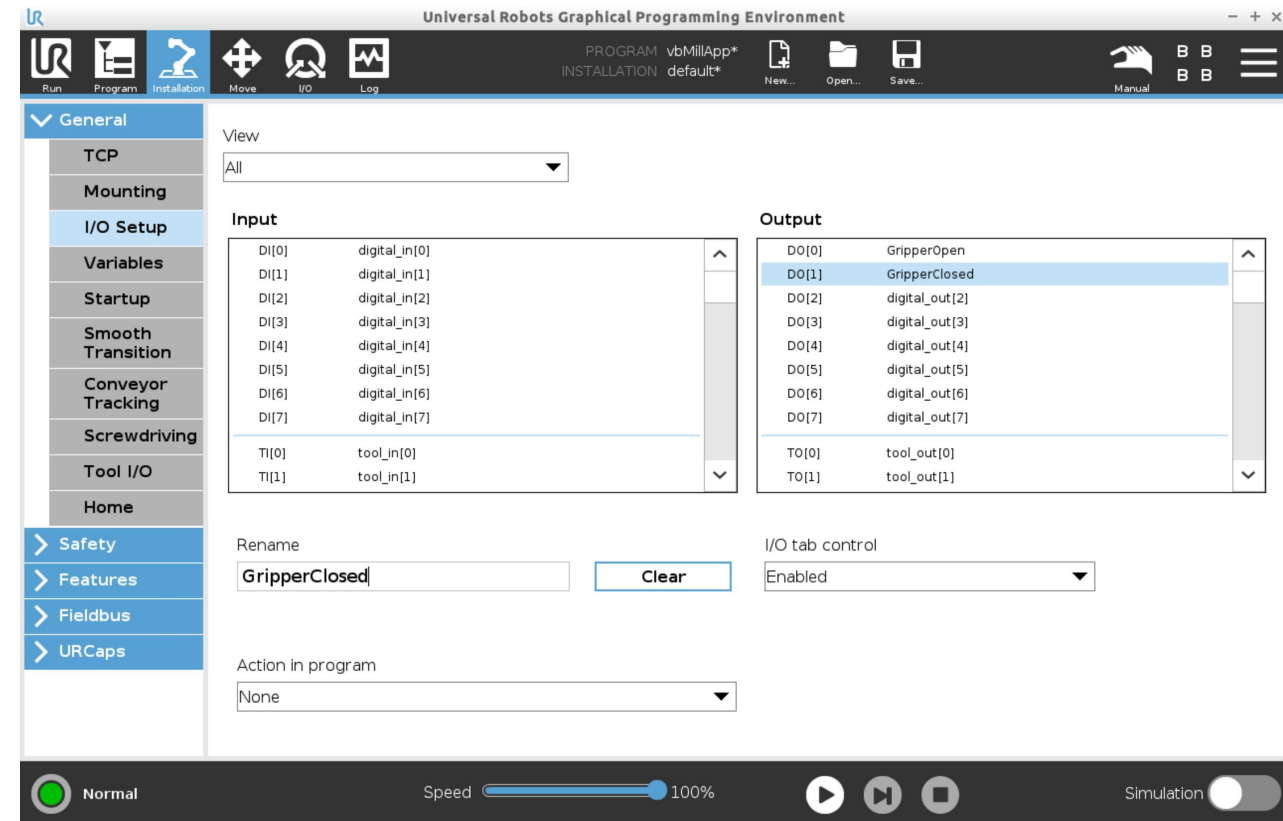 UR
Universal Robots Graphical Programming Environment
UR
Run
Program
Installation
Move
I/O
Log
PROGRAM vbMillApp*
INSTALLATION default*
New...
Open...
Save...
Manual
B B
B B
General
TCP
Mounting
I/O Setup
Variables
Startup
Smooth
Transition
Conveyor
Tracking
Screwdriving
Tool I/O
Home
Safety
Features
Fieldbus
URCaps
View
All
Input
DI[0] digital_in[0]
DI[1] digital_in[1]
DI[2] digital_in[2]
DI[3] digital_in[3]
DI[4] digital_in[4]
DI[5] digital_in[5]
DI[6] digital_in[6]
DI[7] digital_in[7]
TI[0] tool_in[0]
TI[1] tool_in[1]
Output
DO[0] GripperOpen
DO[1] GripperClosed
DO[2] digital_out[2]
DO[3] digital_out[3]
DO[4] digital_out[4]
DO[5] digital_out[5]
DO[6] digital_out[6]
DO[7] digital_out[7]
TO[0] tool_out[0]
TO[1] tool_out[1]
Rename
GripperClosed
Clear
I/O tab control
Enabled
Action in program
None
Normal
Speed 100%
Simulation